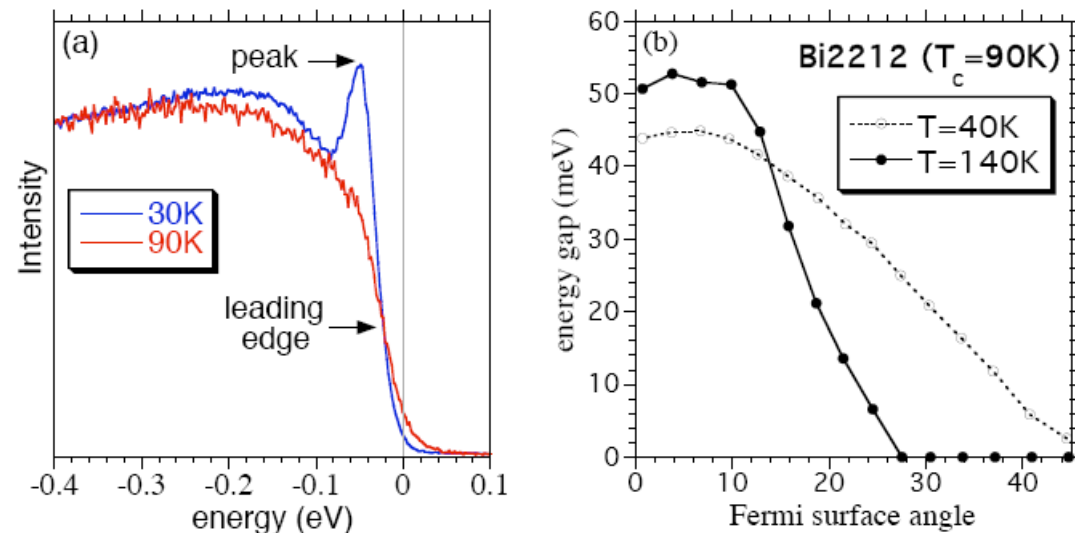 (a)
peak
30K
90K
leading
edge
Intensity
-0.4
-0.3
-0.2
-0.1
0
0.1
energy (eV)
(b)
Bi2212 (T
c
=90K)
T=40K
T=140K
60
50
40
30
20
10
0
energy gap (meV)
0
10
20
30
40
Fermi surface angle